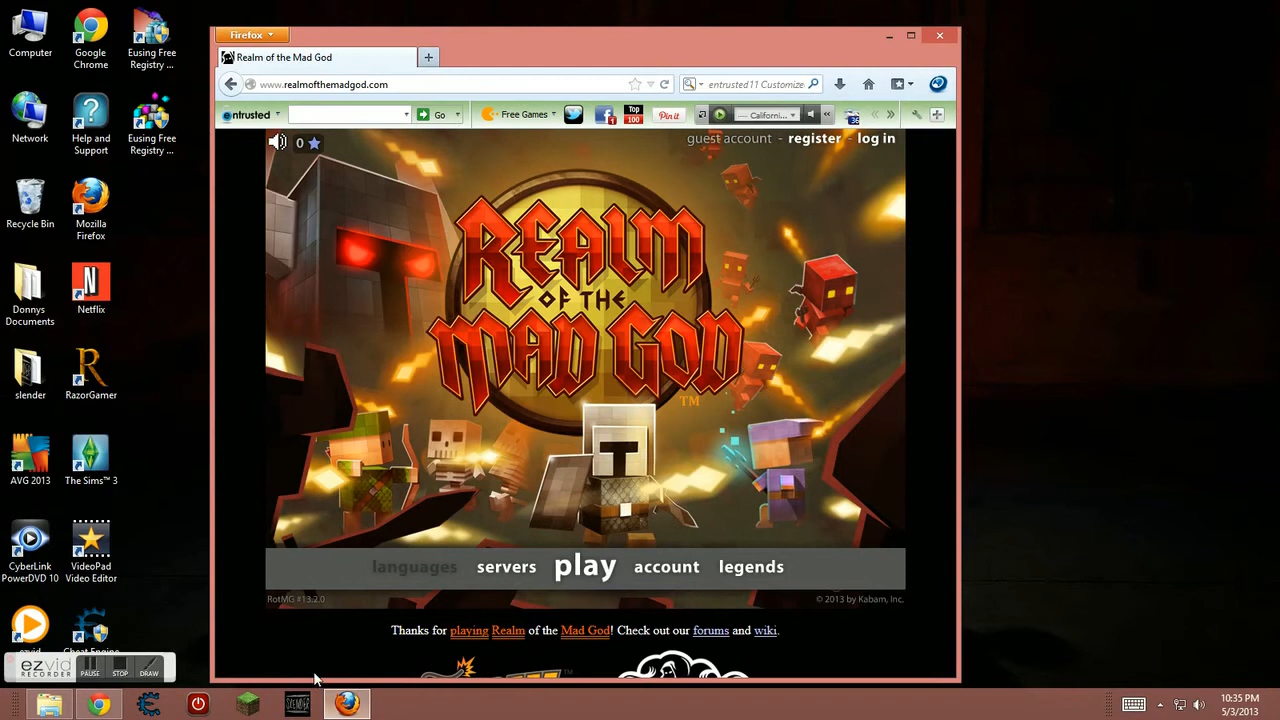 Computer
Google
Chrome
Eusing Free
Registry ...
Network
Help and
Support
Eusing Free
Registry ...
Recycle Bin
Mozilla
Firefox
Donnys
Documents
Netflix
slender
RazorGamer
AVG 2013
The Sims™ 3
CyberLink
PowerDVD 10
VideoPad
Video Editor
ezvid
Cheat Engine
ezvid
RECORDER
PAUSE
STOP
DRAW
Firefox
Realm of the Mad God
www.realmofthemadgod.com
entrusted11 Customize
entrusted
Go
Free Games
Top
100
Pin it
Californi...
guest account - register - log in
0
REALM
OF THE
MAD GOD
TM
languages servers play account legends
RotMG #13.2.0
© 2013 by Kabam, Inc.
Thanks for playing Realm of the Mad God! Check out our forums and wiki.
SLENDER
10:35 PM
5/3/2013